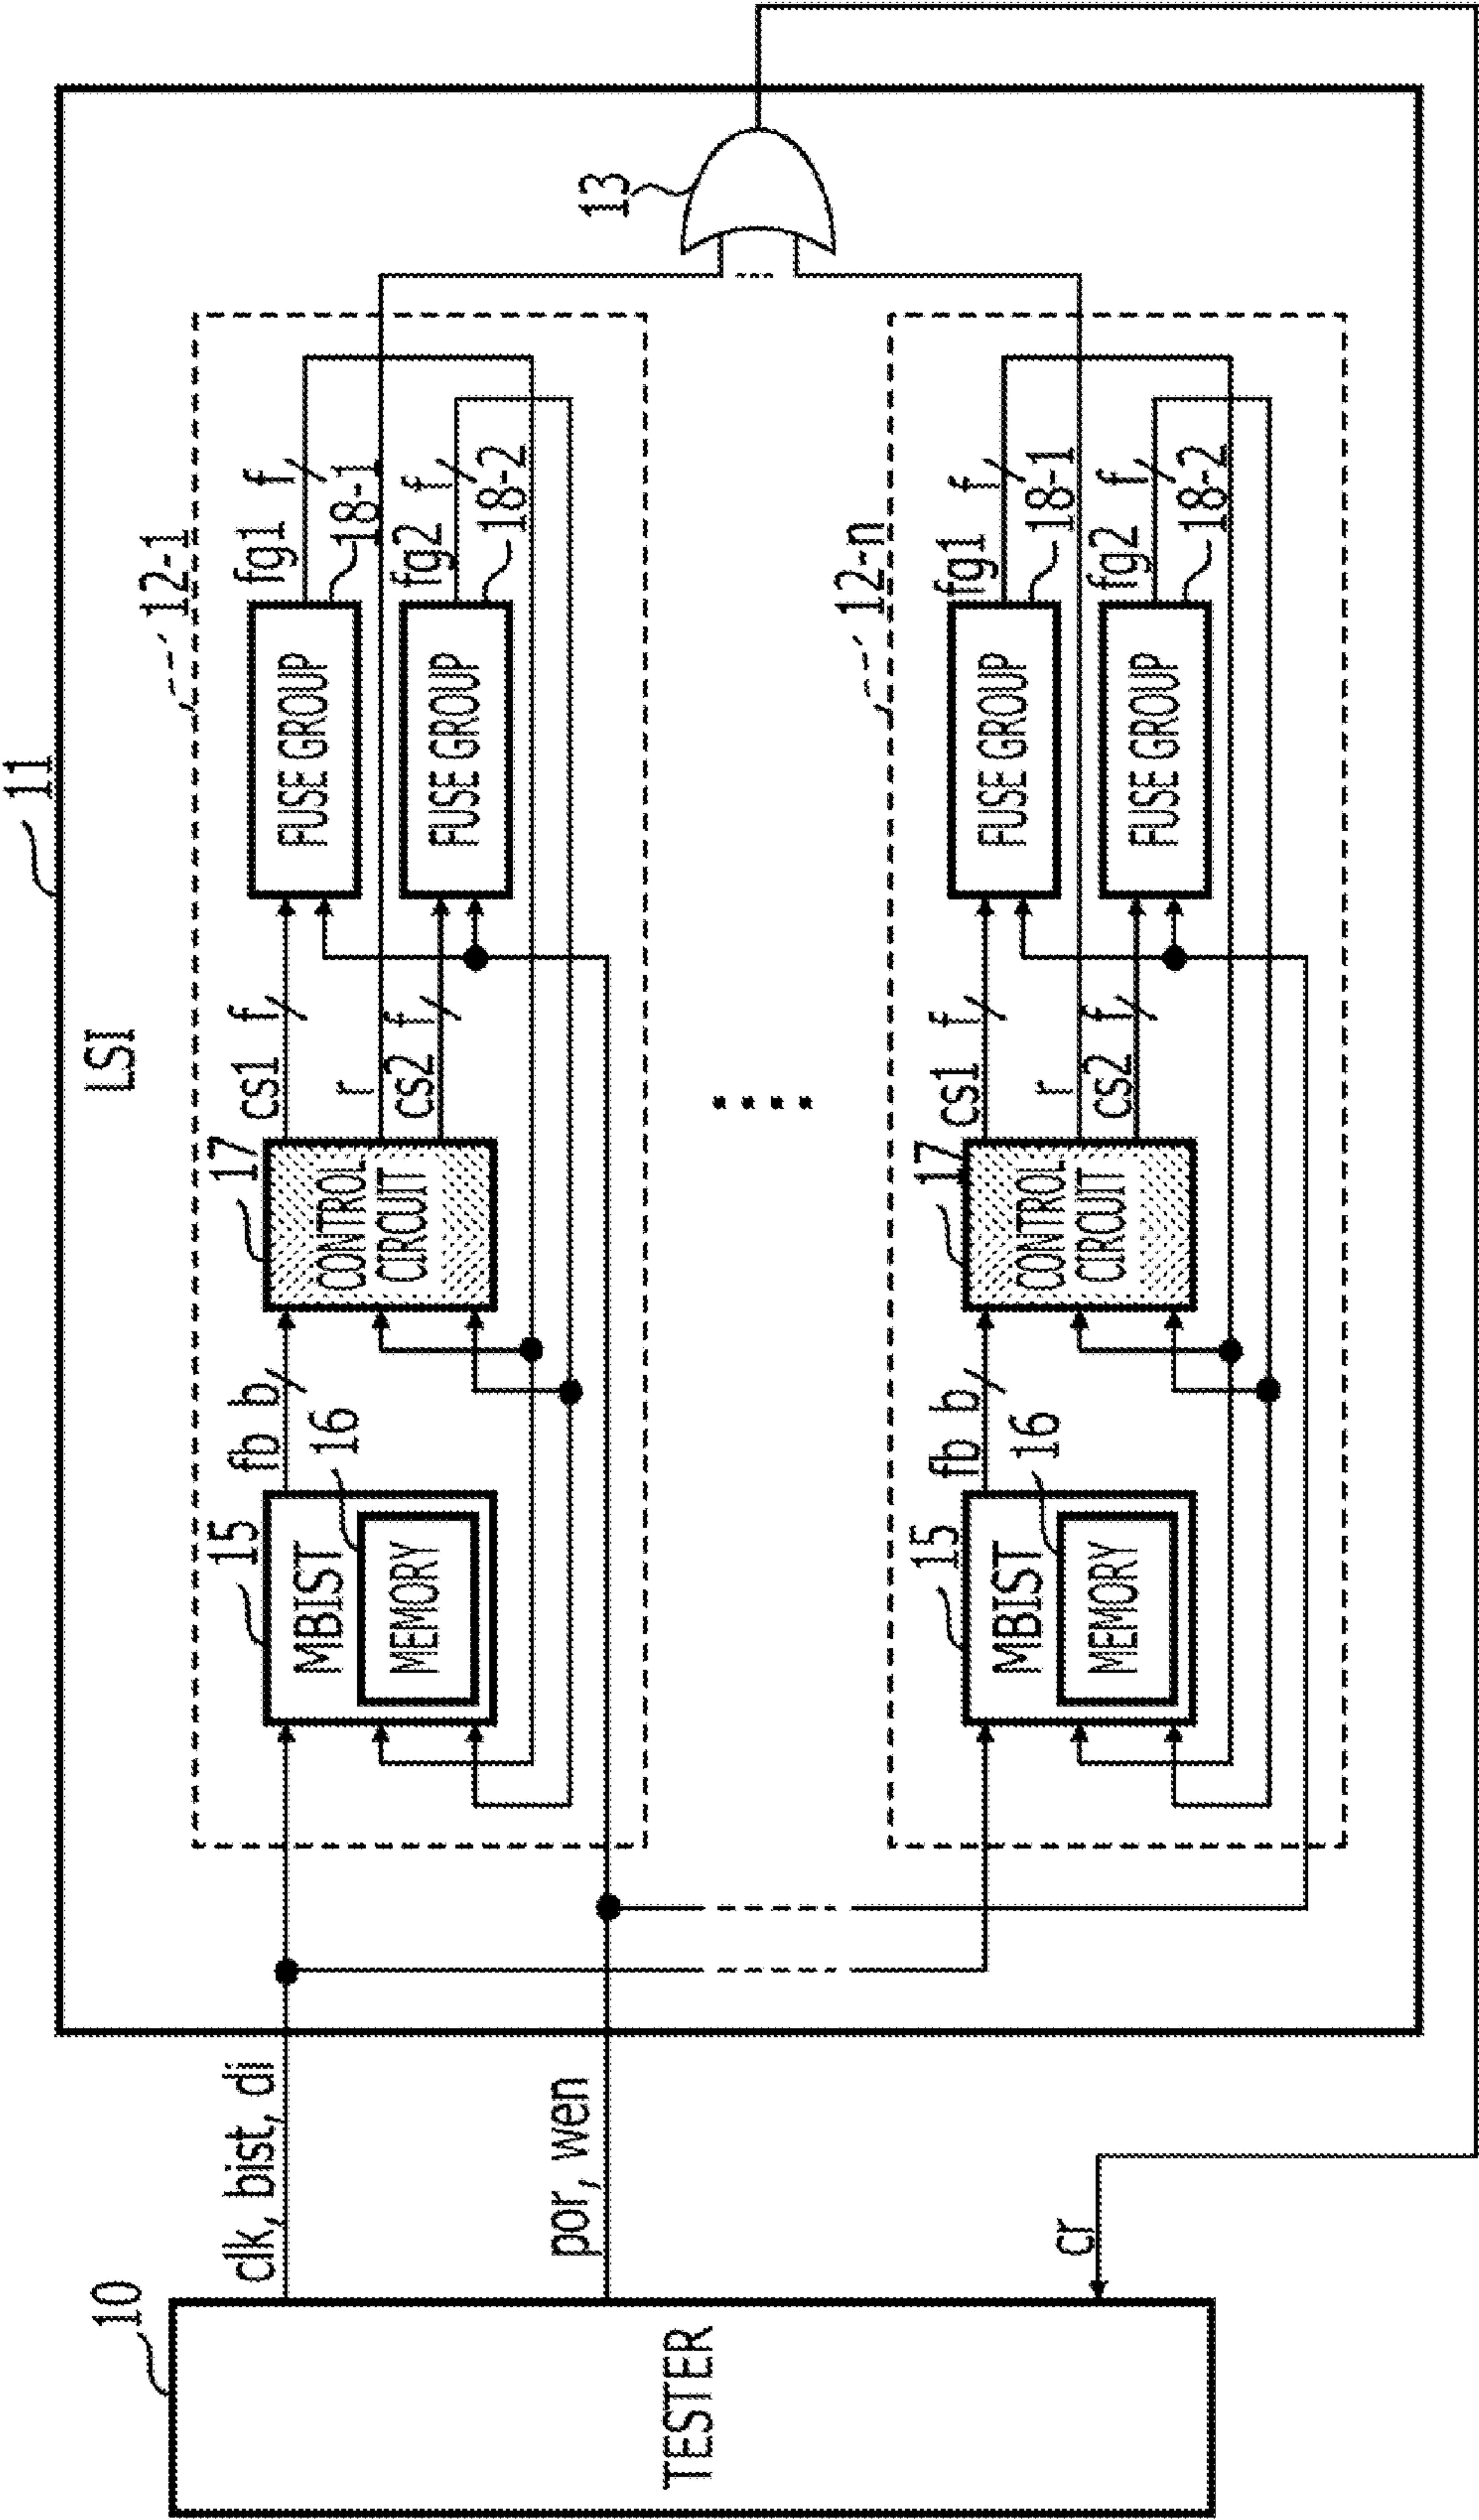 11
LSI
12-1
17
cs1 f
fg1 f
18-1
15
fb b
r
cs2 f
fg2 f
18-2
13
MBIST
16
MEMORY
CONTROL
CIRCUIT
FUSE GROUP
FUSE GROUP
10
clk, bist, di
por, wen
cr
TESTER
12-n
17
cs1 f
fg1 f
18-1
15
fb b
r
cs2 f
fg2 f
18-2
MBIST
16
MEMORY
CONTROL
CIRCUIT
FUSE GROUP
FUSE GROUP